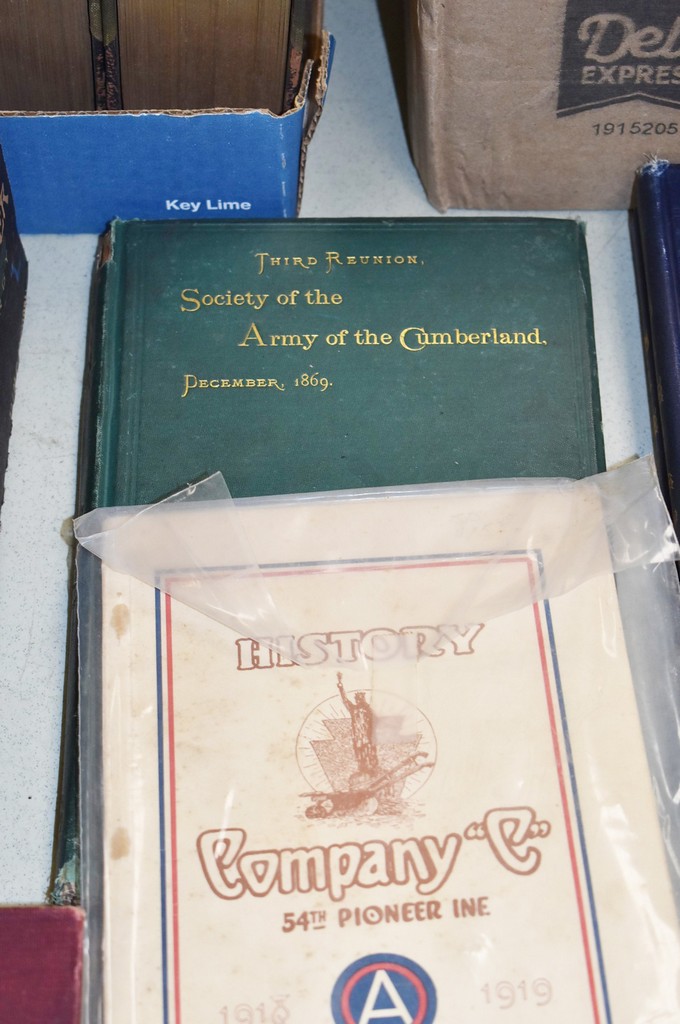 EXPRES
1915205
Key Lime
THIRD REUNION,
Society of the
Army of the Cumberland,
DECEMBER, 1869.
HISTORY
Company "C"
54TH PIONEER INF
A
1919